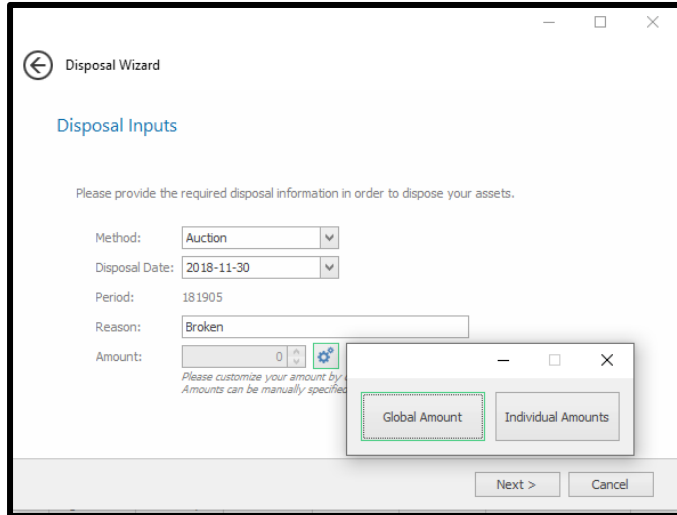 Disposal Wizard
Disposal Inputs
Please provide the required disposal information in order to dispose your assets.
Method: Auction
Disposal Date: 2018-11-30
Period: 181905
Reason: Broken
Amount: 0
Please customize your amount by
Amounts can be manually specified
Global Amount Individual Amounts
Next > Cancel